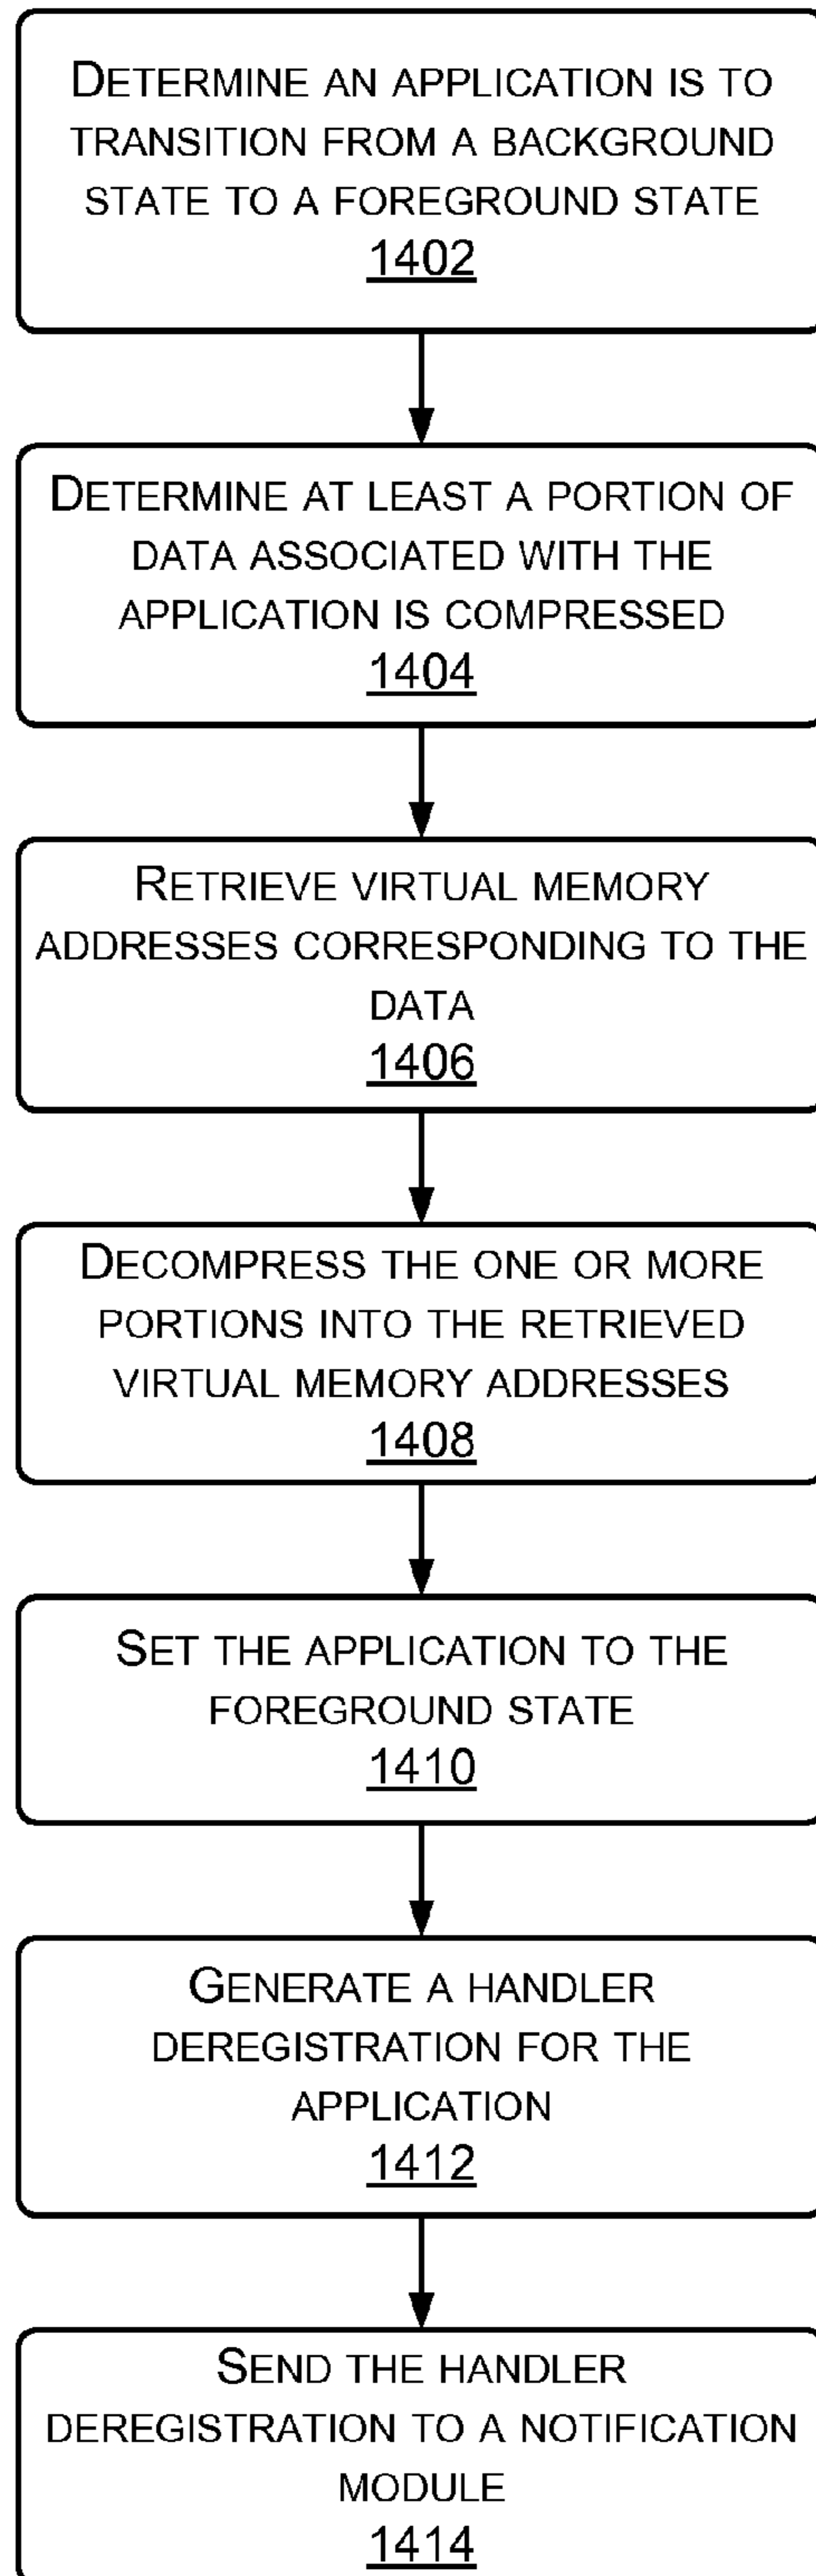 DETERMINE AN APPLICATION IS TO
TRANSITION FROM A BACKGROUND
STATE TO A FOREGROUND STATE
1402
DETERMINE AT LEAST A PORTION OF
DATA ASSOCIATED WITH THE
APPLICATION IS COMPRESSED
1404
RETRIEVE VIRTUAL MEMORY
ADDRESSES CORRESPONDING TO THE
DATA
1406
DECOMPRESS THE ONE OR MORE
PORTIONS INTO THE RETRIEVED
VIRTUAL MEMORY ADDRESSES
1408
SET THE APPLICATION TO THE
FOREGROUND STATE
1410
GENERATE A HANDLER
DEREGISTRATION FOR THE
APPLICATION
1412
SEND THE HANDLER
DEREGISTRATION TO A NOTIFICATION
MODULE
1414